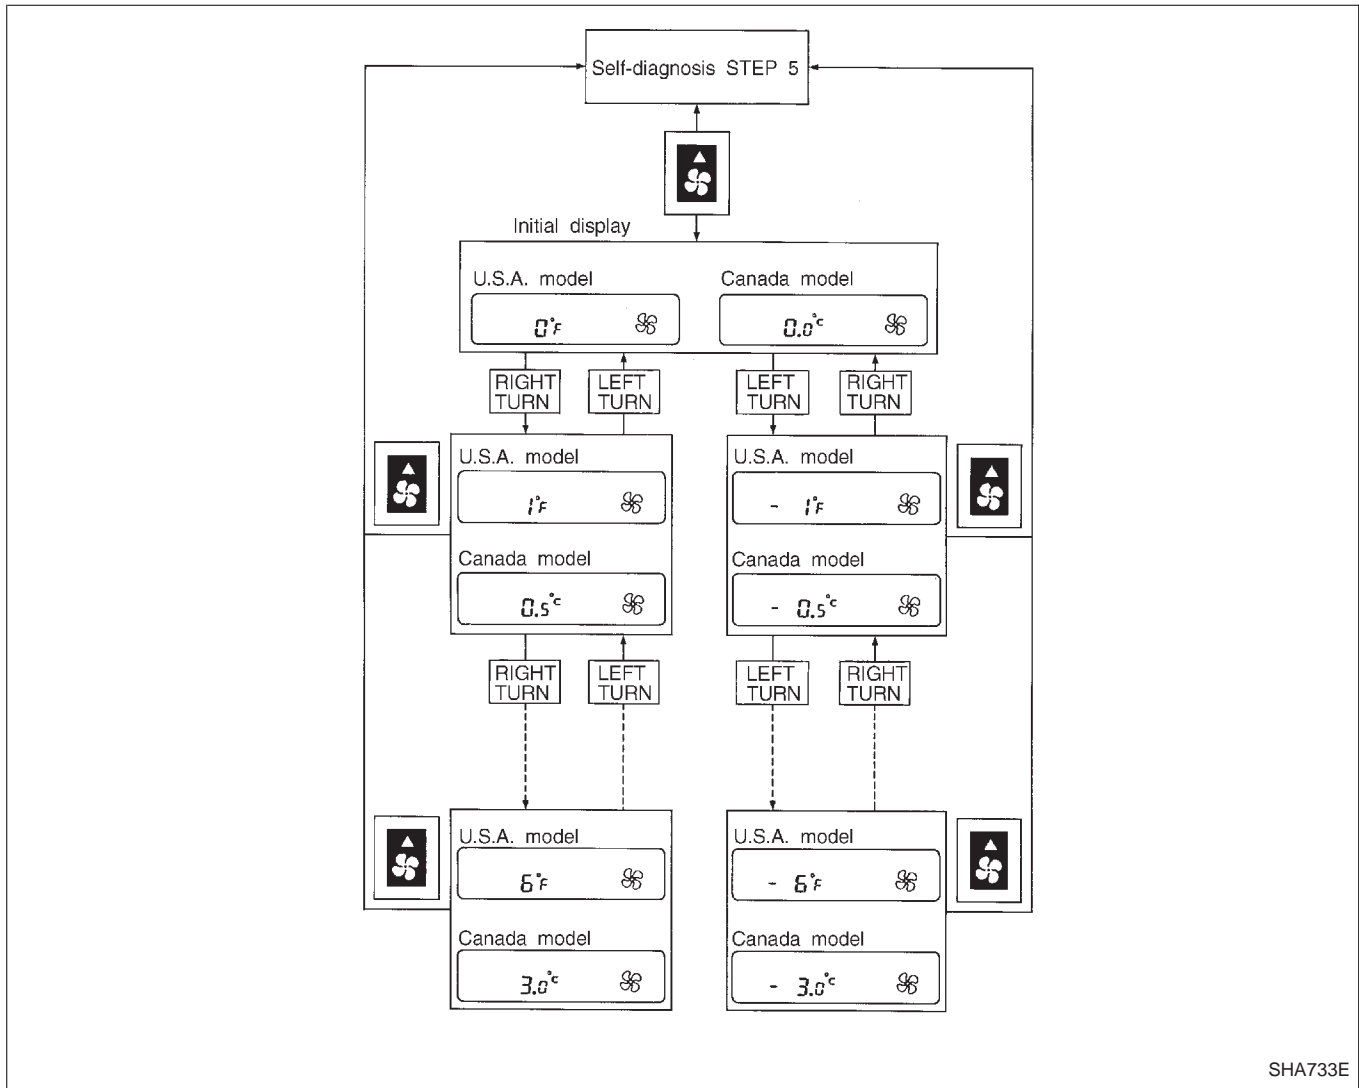 Self-diagnosis STEP 5
Initial display
U.S.A. model
Canada model
0°F
0.0°C
RIGHT TURN
LEFT TURN
LEFT TURN
RIGHT TURN
U.S.A. model
1°F
Canada model
0.5°C
U.S.A. model
- 1°F
Canada model
- 0.5°C
RIGHT TURN
LEFT TURN
LEFT TURN
RIGHT TURN
U.S.A. model
6°F
Canada model
3.0°C
U.S.A. model
- 6°F
Canada model
- 3.0°C
SHA733E